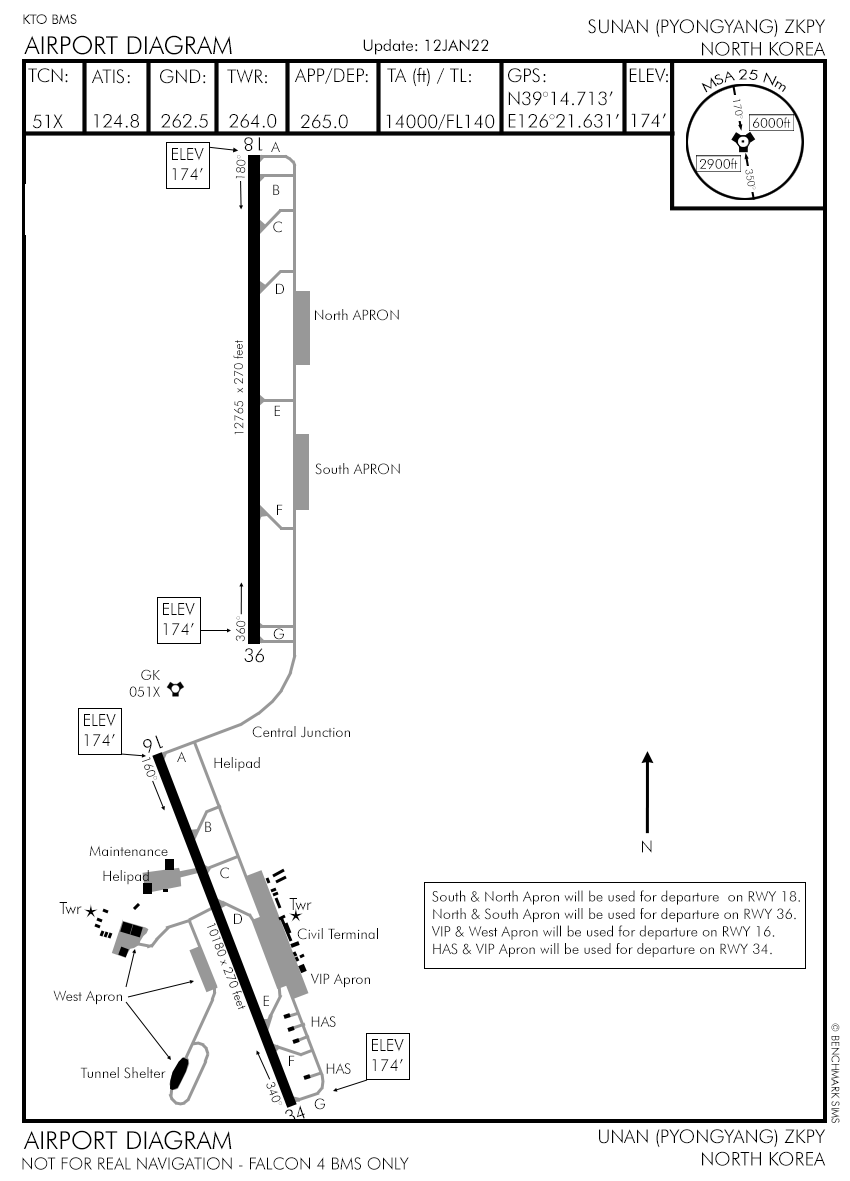 KTO BMS
AIRPORT DIAGRAM
Update: 12JAN22
SUNAN (PYONGYANG) ZKPY
NORTH KOREA
TCN:
51X
ATIS:
124.8
GND:
262.5
TWR:
264.0
APP/DEP:
265.0
TA (ft) / TL:
14000/FL140
GPS:
N39°14.713′
E126°21.631′
ELEV:
174′
MSA 25 Nm
170°
6000ft
2900ft
350°
18
A
ELEV
174′
180°
B
C
D
North APRON
12765 x 270 feet
E
South APRON
F
ELEV
174′
360°
G
36
GK
051X
ELEV
174′
16
Central Junction
A
Helipad
160°
B
Maintenance
Helipad
C
Twr
Twr
D
Civil Terminal
10180 x 270 feet
VIP Apron
West Apron
E
HAS
F
HAS
Tunnel Shelter
ELEV
174′
340°
34
G
N
South & North Apron will be used for departure on RWY 18.
North & South Apron will be used for departure on RWY 36.
VIP & West Apron will be used for departure on RWY 16.
HAS & VIP Apron will be used for departure on RWY 34.
© BENCHMARK SIMS
AIRPORT DIAGRAM
NOT FOR REAL NAVIGATION - FALCON 4 BMS ONLY
UNAN (PYONGYANG) ZKPY
NORTH KOREA